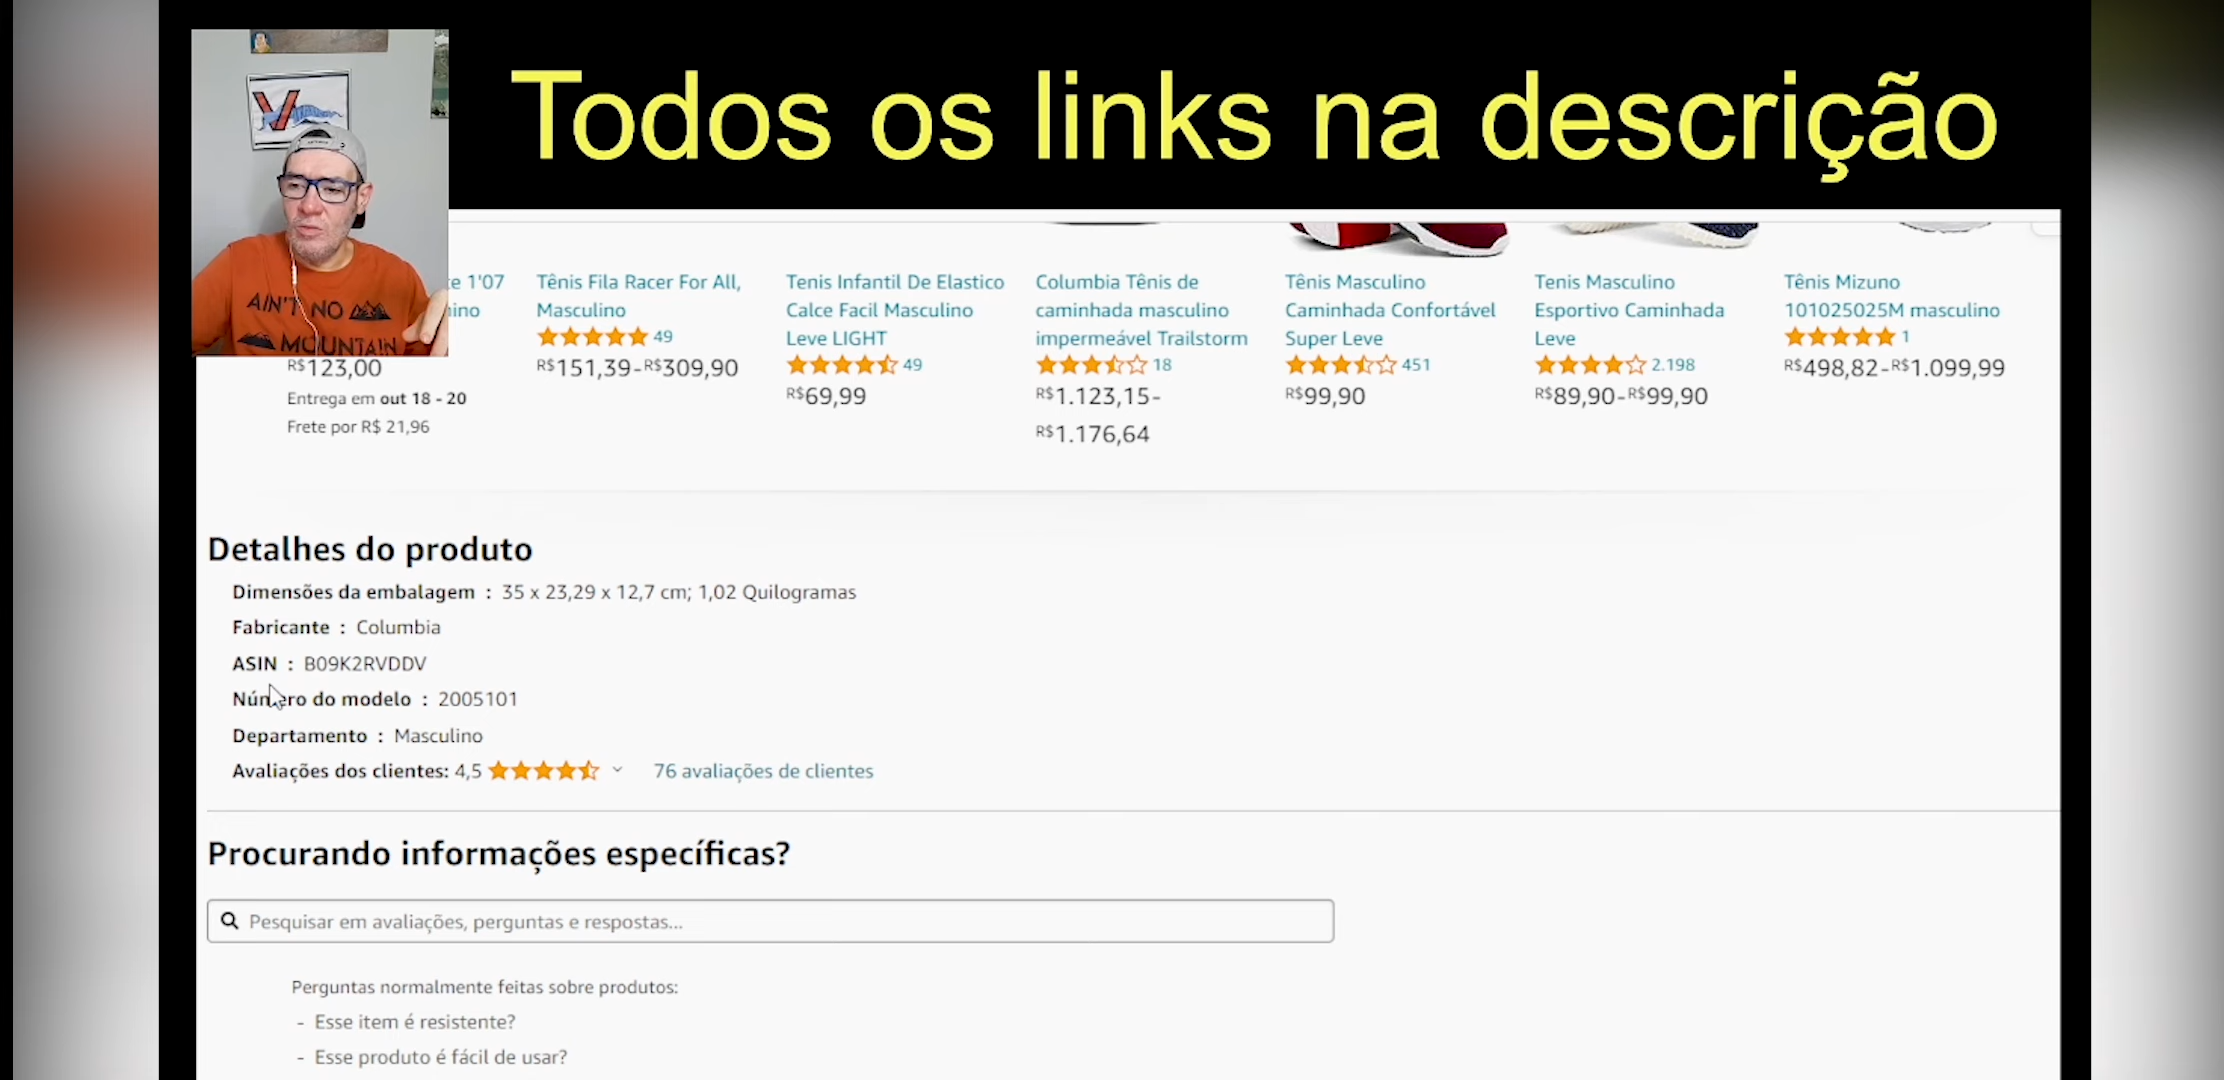 Todos os links na descrição
AIN'T NO
MOUNTAIN
te 1'07
R$123,00
Entrega em out 18 - 20
Frete por R$ 21,96
Tênis Fila Racer For All,
Masculino
49
R$151,39-R$309,90
Tenis Infantil De Elastico
Calce Facil Masculino
Leve LIGHT
49
R$69,99
Columbia Tênis de
caminhada masculino
impermeável Trailstorm
18
R$1.123,15-
R$1.176,64
Tênis Masculino
Caminhada Confortável
Super Leve
451
R$99,90
Tenis Masculino
Esportivo Caminhada
Leve
2.198
R$89,90-R$99,90
Tênis Mizuno
101025025M masculino
1
R$498,82-R$1.099,99
Detalhes do produto
Dimensões da embalagem : 35 x 23,29 x 12,7 cm; 1,02 Quilogramas
Fabricante : Columbia
ASIN : B09K2RVDDV
Número do modelo : 2005101
Departamento : Masculino
Avaliações dos clientes: 4,5 76 avaliações de clientes
Procurando informações específicas?
Pesquisar em avaliações, perguntas e respostas...
Perguntas normalmente feitas sobre produtos:
- Esse item é resistente?
- Esse produto é fácil de usar?